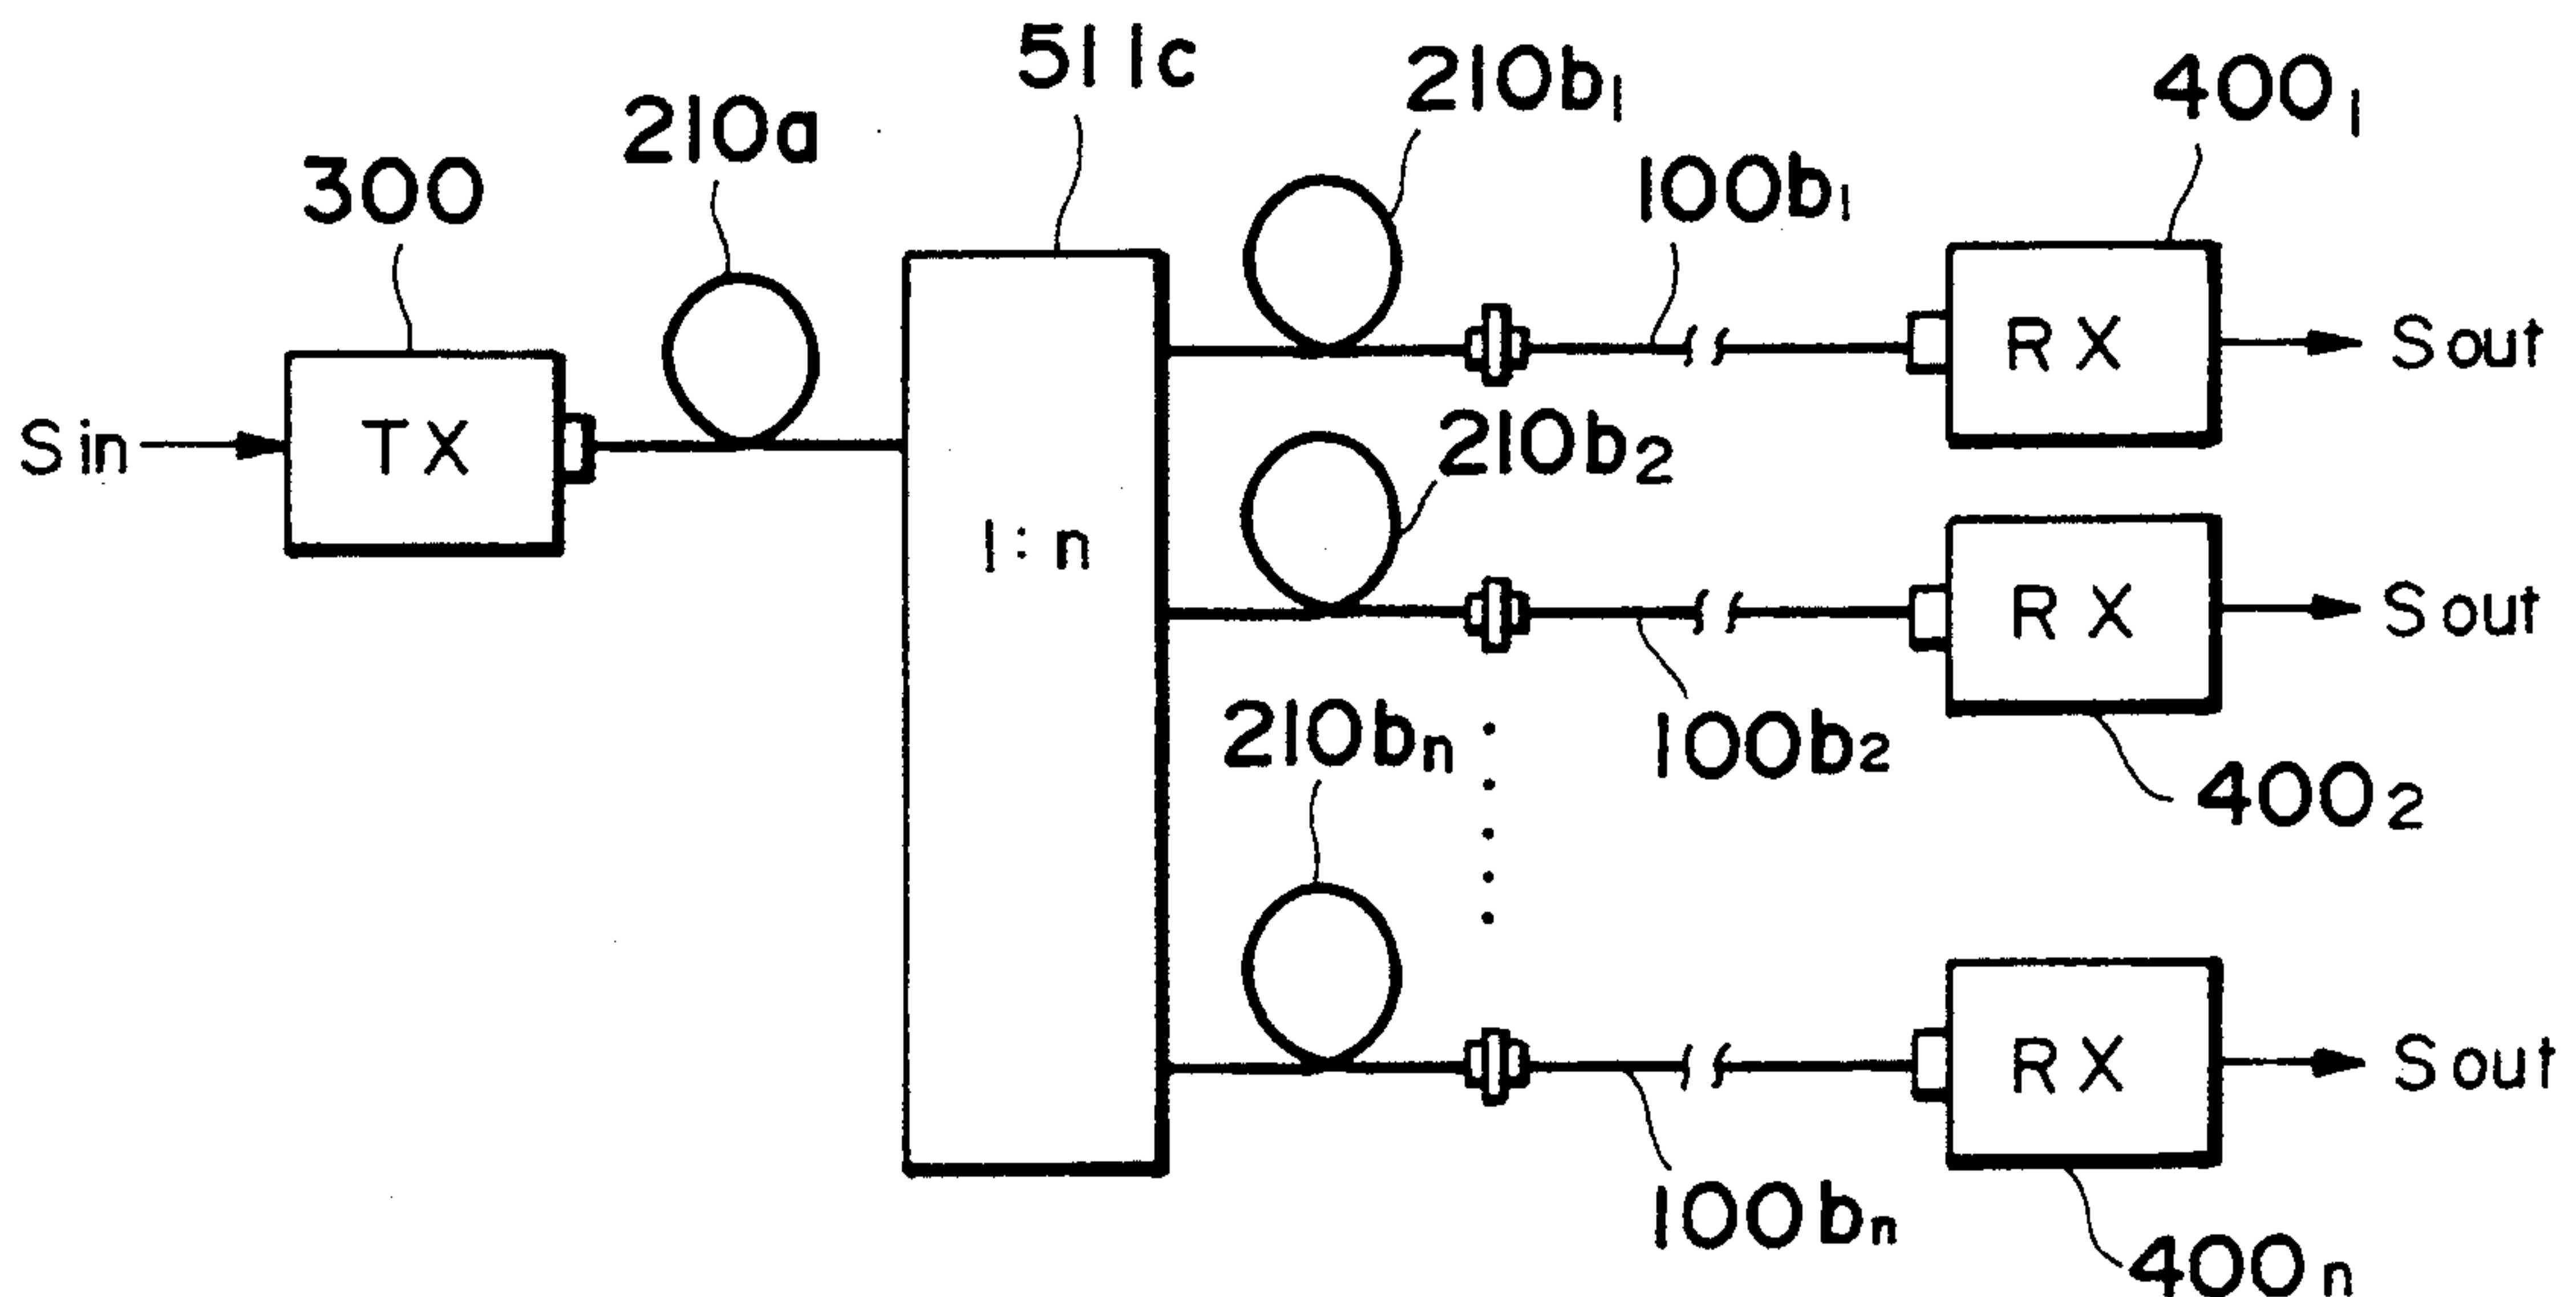 511c
210b₁
400₁
210a
300
100b₁
Sin
TX
RX
Sout
210b₂
1:n
RX
Sout
210bₙ
100b₂
400₂
RX
Sout
100bₙ
400ₙ